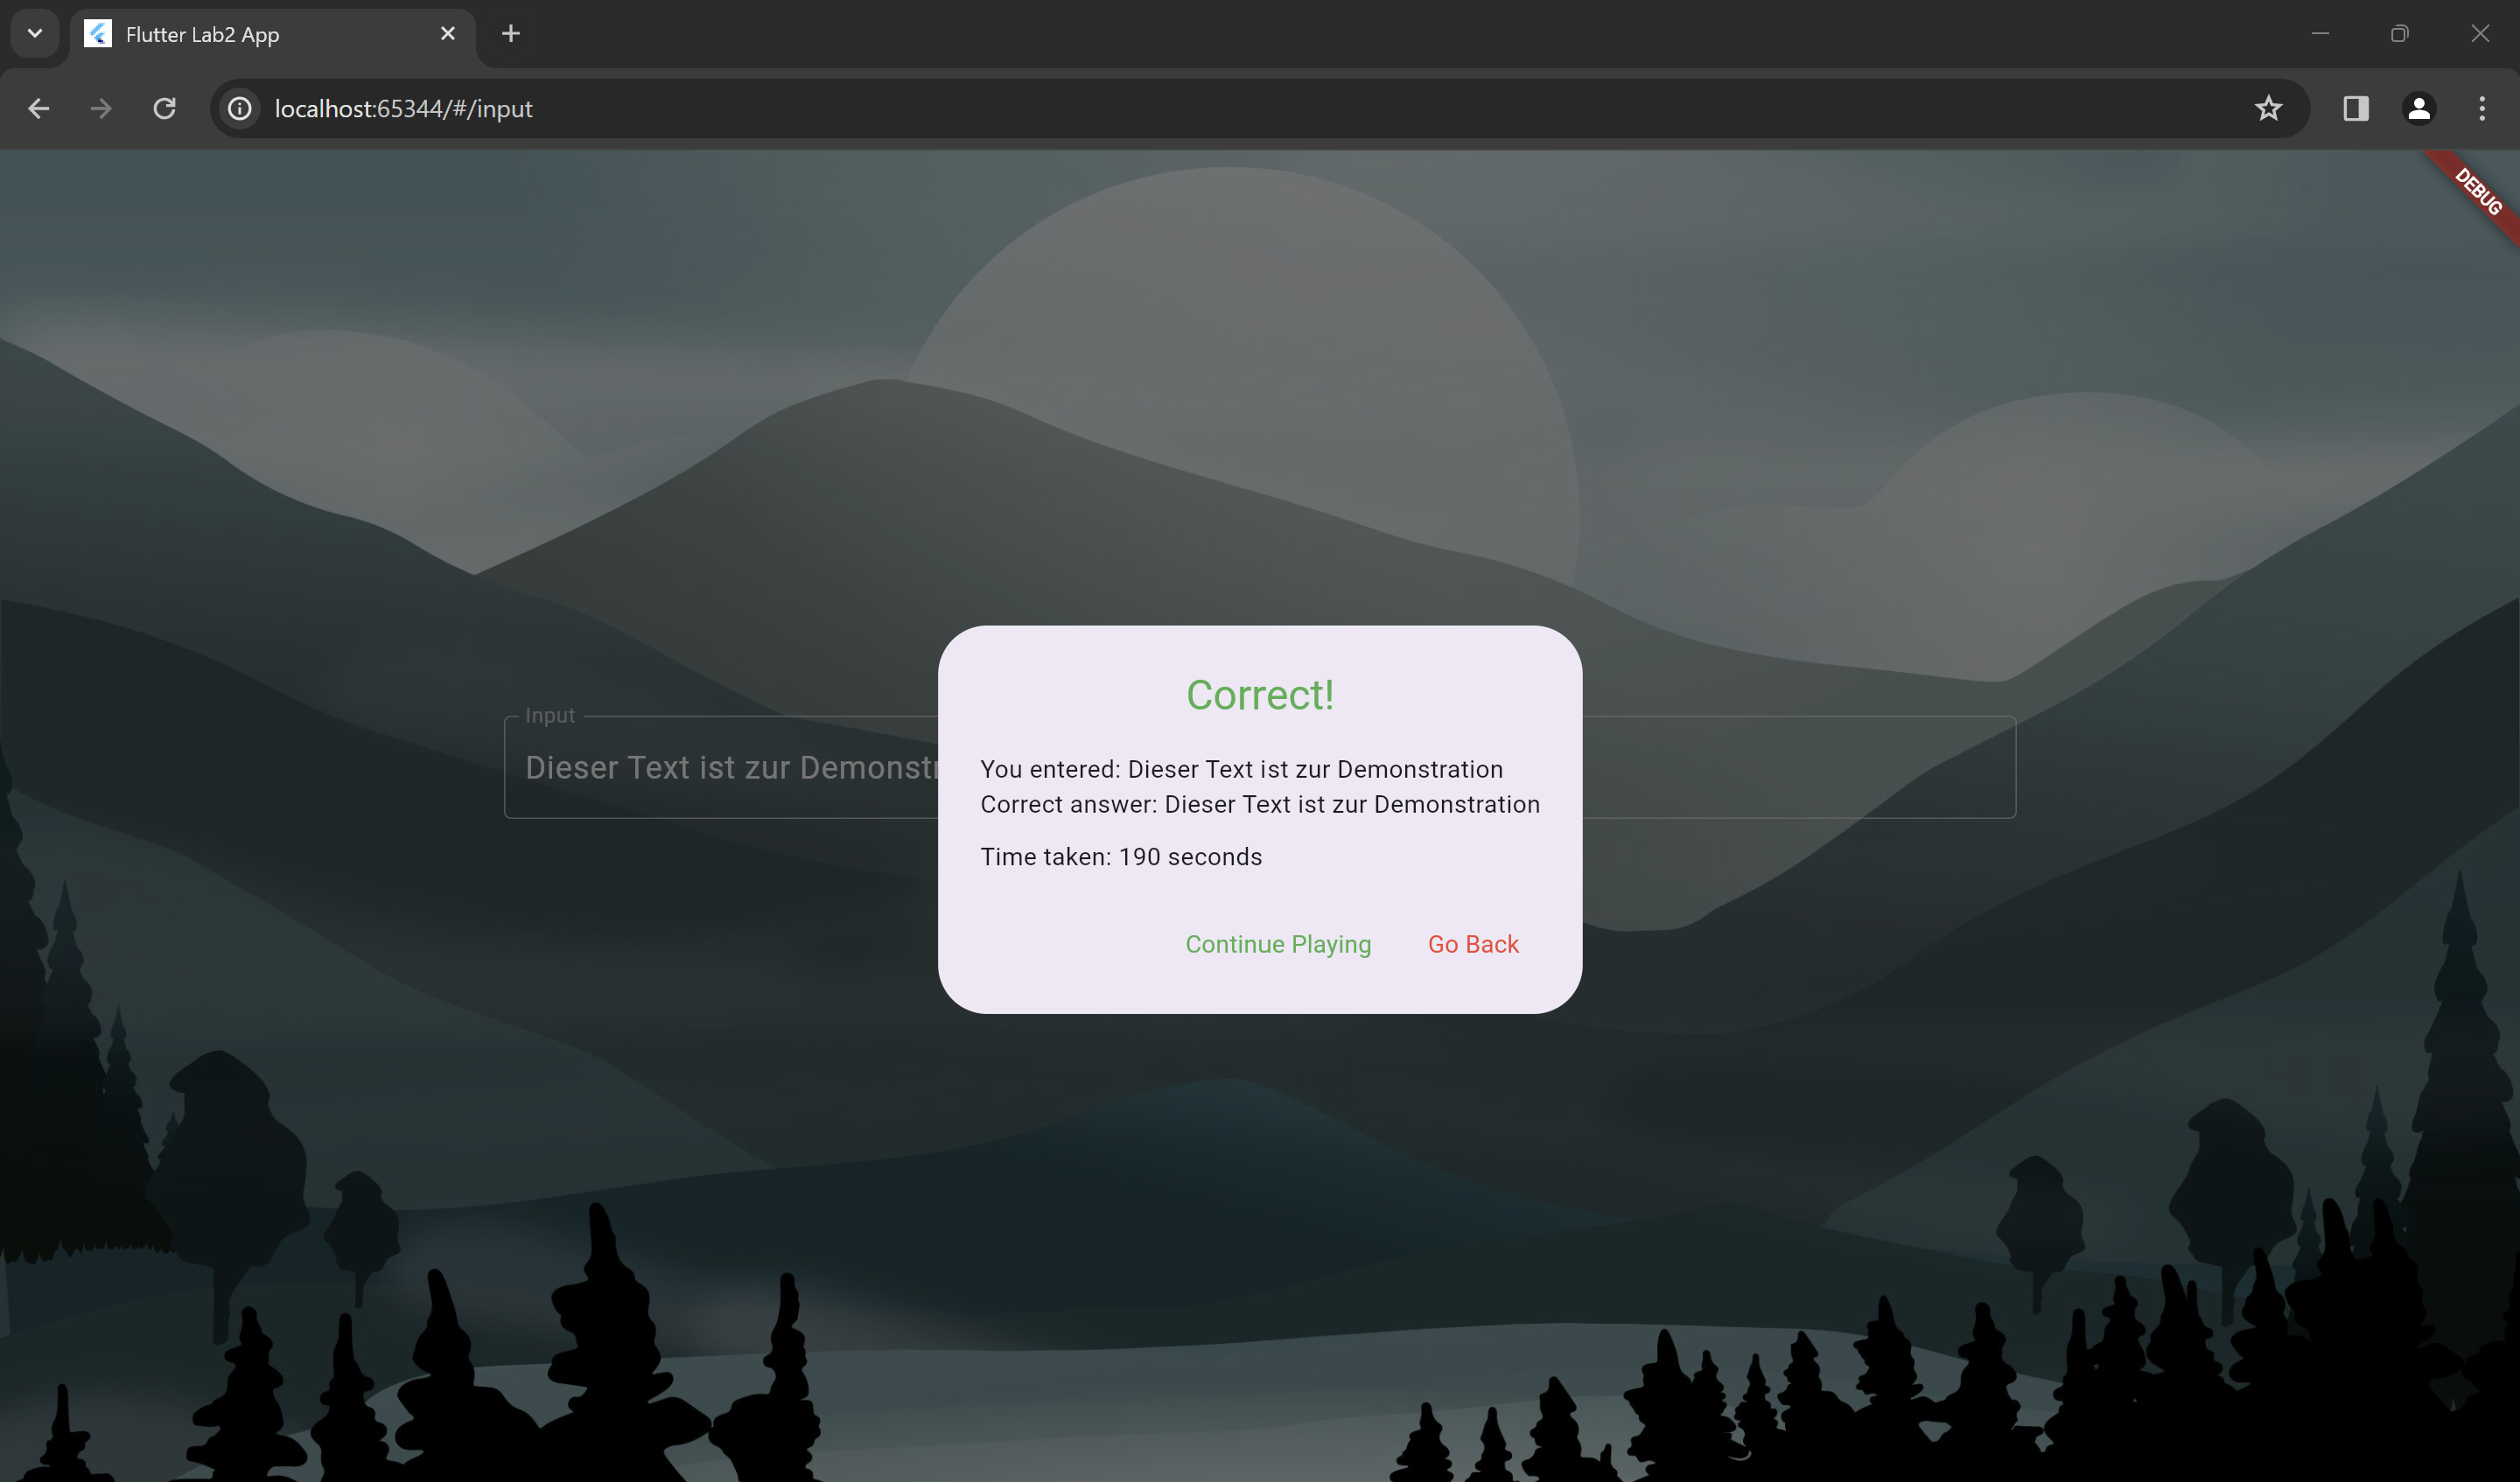 Flutter Lab2 App
localhost:65344/#/input
DEBUG
Correct!
Input
Dieser Text ist zur Demonstr
You entered: Dieser Text ist zur Demonstration
Correct answer: Dieser Text ist zur Demonstration
Time taken: 190 seconds
Continue Playing Go Back